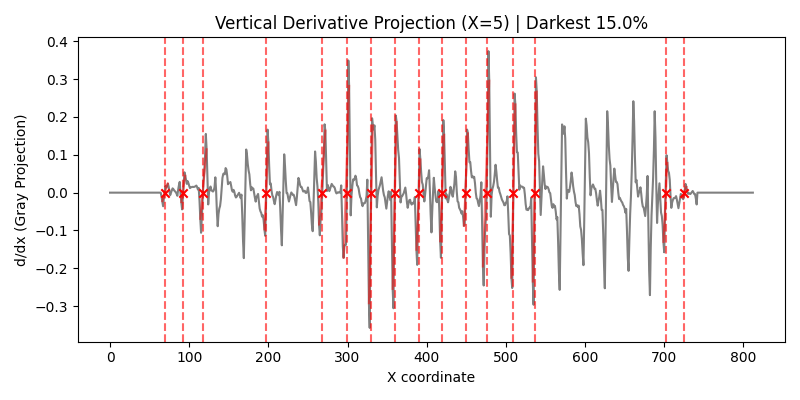 Vertical Derivative Projection (X=5) | Darkest 15.0%
0.4
0.3
0.2
0.1
0.0
−0.1
−0.2
−0.3
d/dx (Gray Projection)
0 100 200 300 400 500 600 700 800
X coordinate